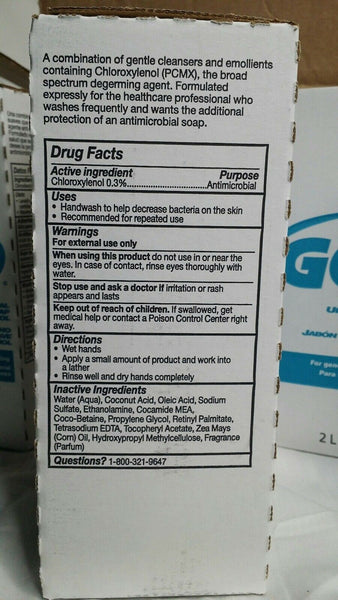 A combination of gentle cleansers and emollients
containing Chloroxylenol (PCMX), the broad
spectrum degerming agent. Formulated
expressly for the healthcare professional who
washes frequently and wants the additional
protection of an antimicrobial soap.
Drug Facts
Active ingredient Purpose
Chloroxylenol 0.3%..........................Antimicrobial
Uses
• Handwash to help decrease bacteria on the skin
• Recommended for repeated use
Warnings
For external use only
When using this product do not use in or near the
eyes. In case of contact, rinse eyes thoroughly with
water.
Stop use and ask a doctor if irritation or rash
appears and lasts
Keep out of reach of children. If swallowed, get
medical help or contact a Poison Control Center right
away.
Directions
• Wet hands
• Apply a small amount of product and work into
a lather
• Rinse well and dry hands completely
Inactive Ingredients
Water (Aqua), Coconut Acid, Oleic Acid, Sodium
Sulfate, Ethanolamine, Cocamide MEA,
Coco-Betaine, Propylene Glycol, Retinyl Palmitate,
Tetrasodium EDTA, Tocopheryl Acetate, Zea Mays
(Corn) Oil, Hydroxypropyl Methylcellulose, Fragrance
(Parfum)
Questions? 1-800-321-9647
GO
JABÓN
For gen
Para
2 L